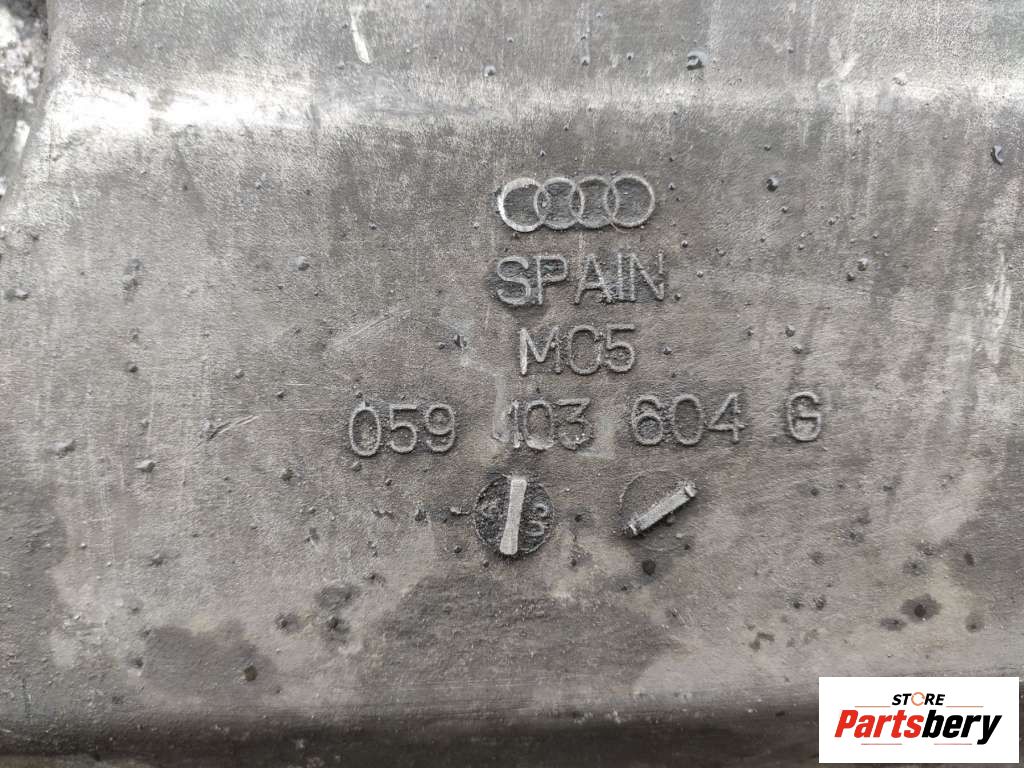 SPAIN
MC5
059 103 604 G
STORE
Partsbery